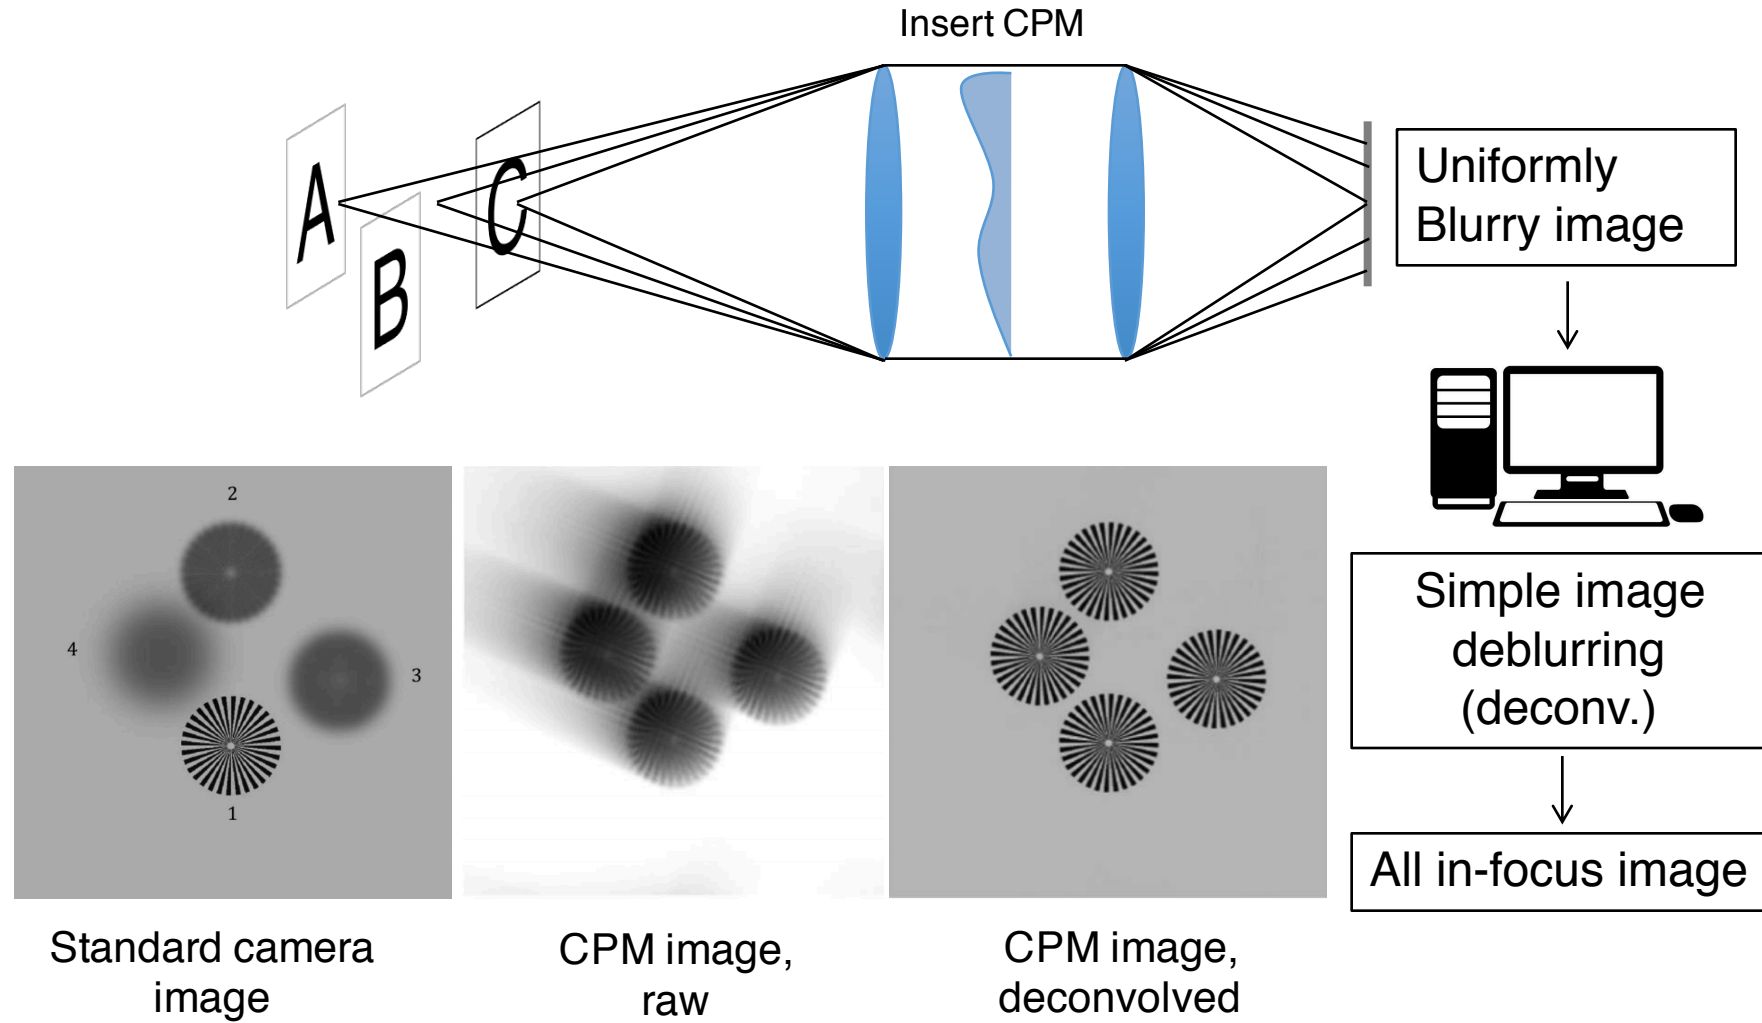 Insert CPM
A
B
C
Uniformly
Blurry image
2
4
3
1
Simple image
deblurring
(deconv.)
All in-focus image
Standard camera
image
CPM image,
raw
CPM image,
deconvolved